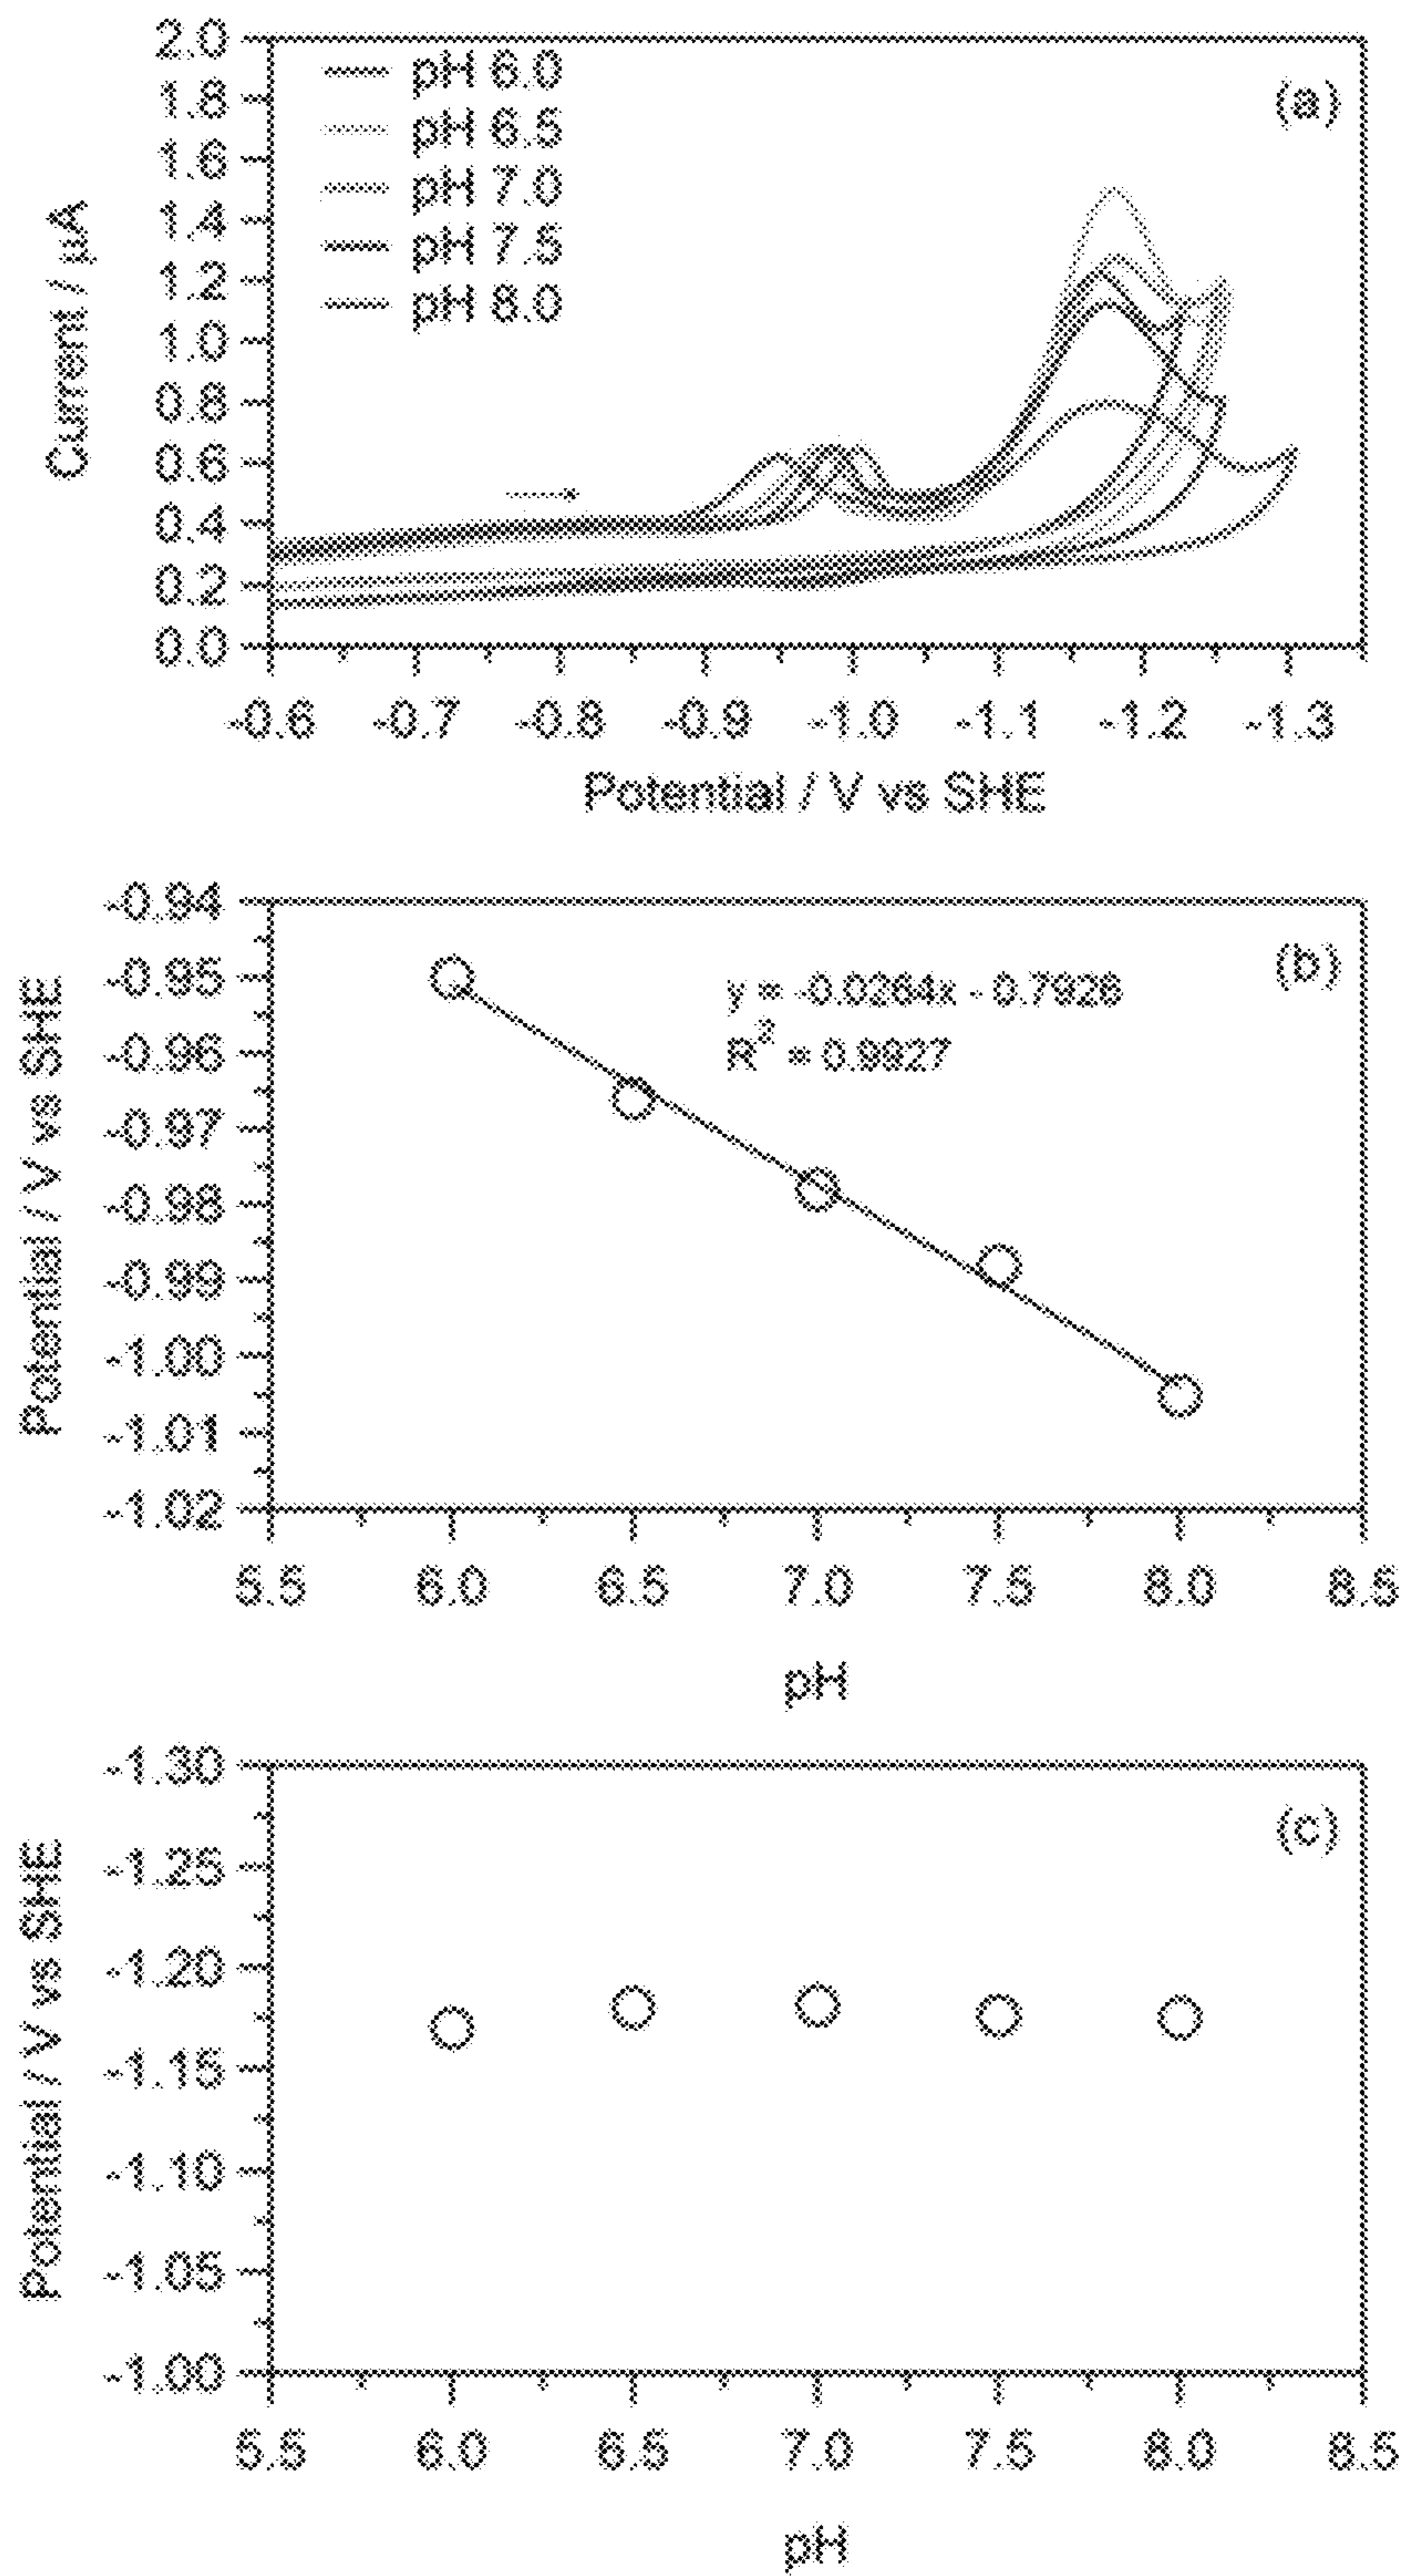 2.0
1.8
1.6
1.4
1.2
1.0
0.8
0.6
0.4
0.2
0.0
Current / µA
pH 6.0
pH 6.5
pH 7.0
pH 7.5
pH 8.0
(a)
-0.6 -0.7 -0.8 -0.9 -1.0 -1.1 -1.2 -1.3
Potential / V vs SHE
-0.94
-0.95
-0.96
-0.97
-0.98
-0.99
-1.00
-1.01
-1.02
Potential / V vs SHE
(b)
y = -0.0264x - 0.7926
R² = 0.9927
5.5 6.0 6.5 7.0 7.5 8.0 8.5
pH
-1.30
-1.25
-1.20
-1.15
-1.10
-1.05
-1.00
Potential / V vs SHE
(c)
5.5 6.0 6.5 7.0 7.5 8.0 8.5
pH